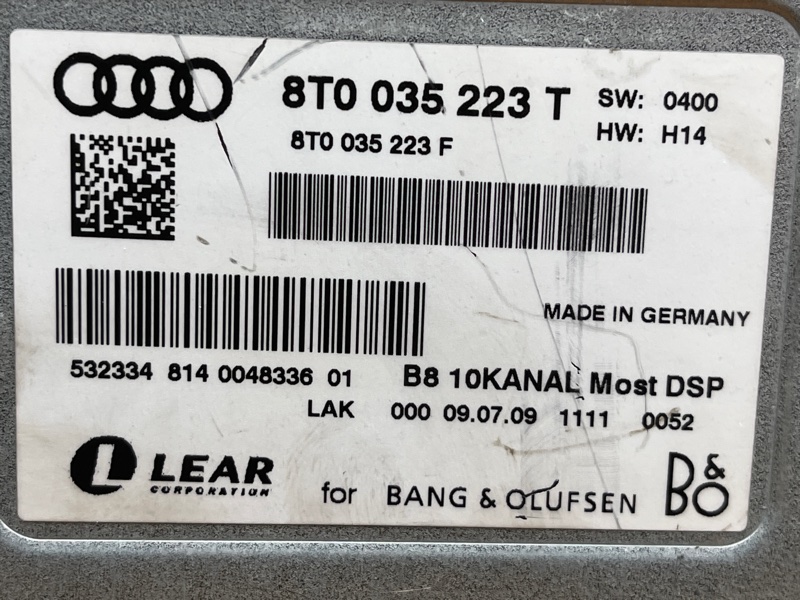 8T0 035 223 T SW: 0400
8T0 035 223 F HW: H14
MADE IN GERMANY
532334 814 0048336 01 B8 10KANAL Most DSP
LAK 000 09.07.09 1111 0052
L LEAR
CORPORATION
for BANG & OLUFSEN B&O